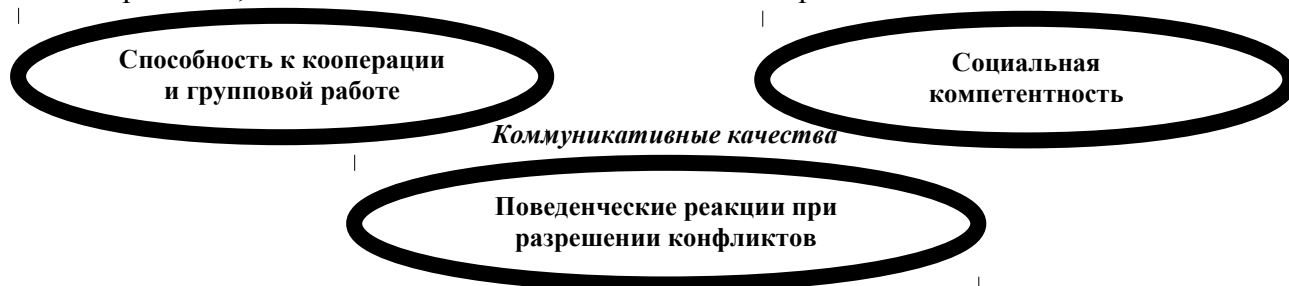 Способность к кооперации
и групповой работе
Социальная
компетентность
Коммуникативные качества
Поведенческие реакции при
разрешении конфликтов